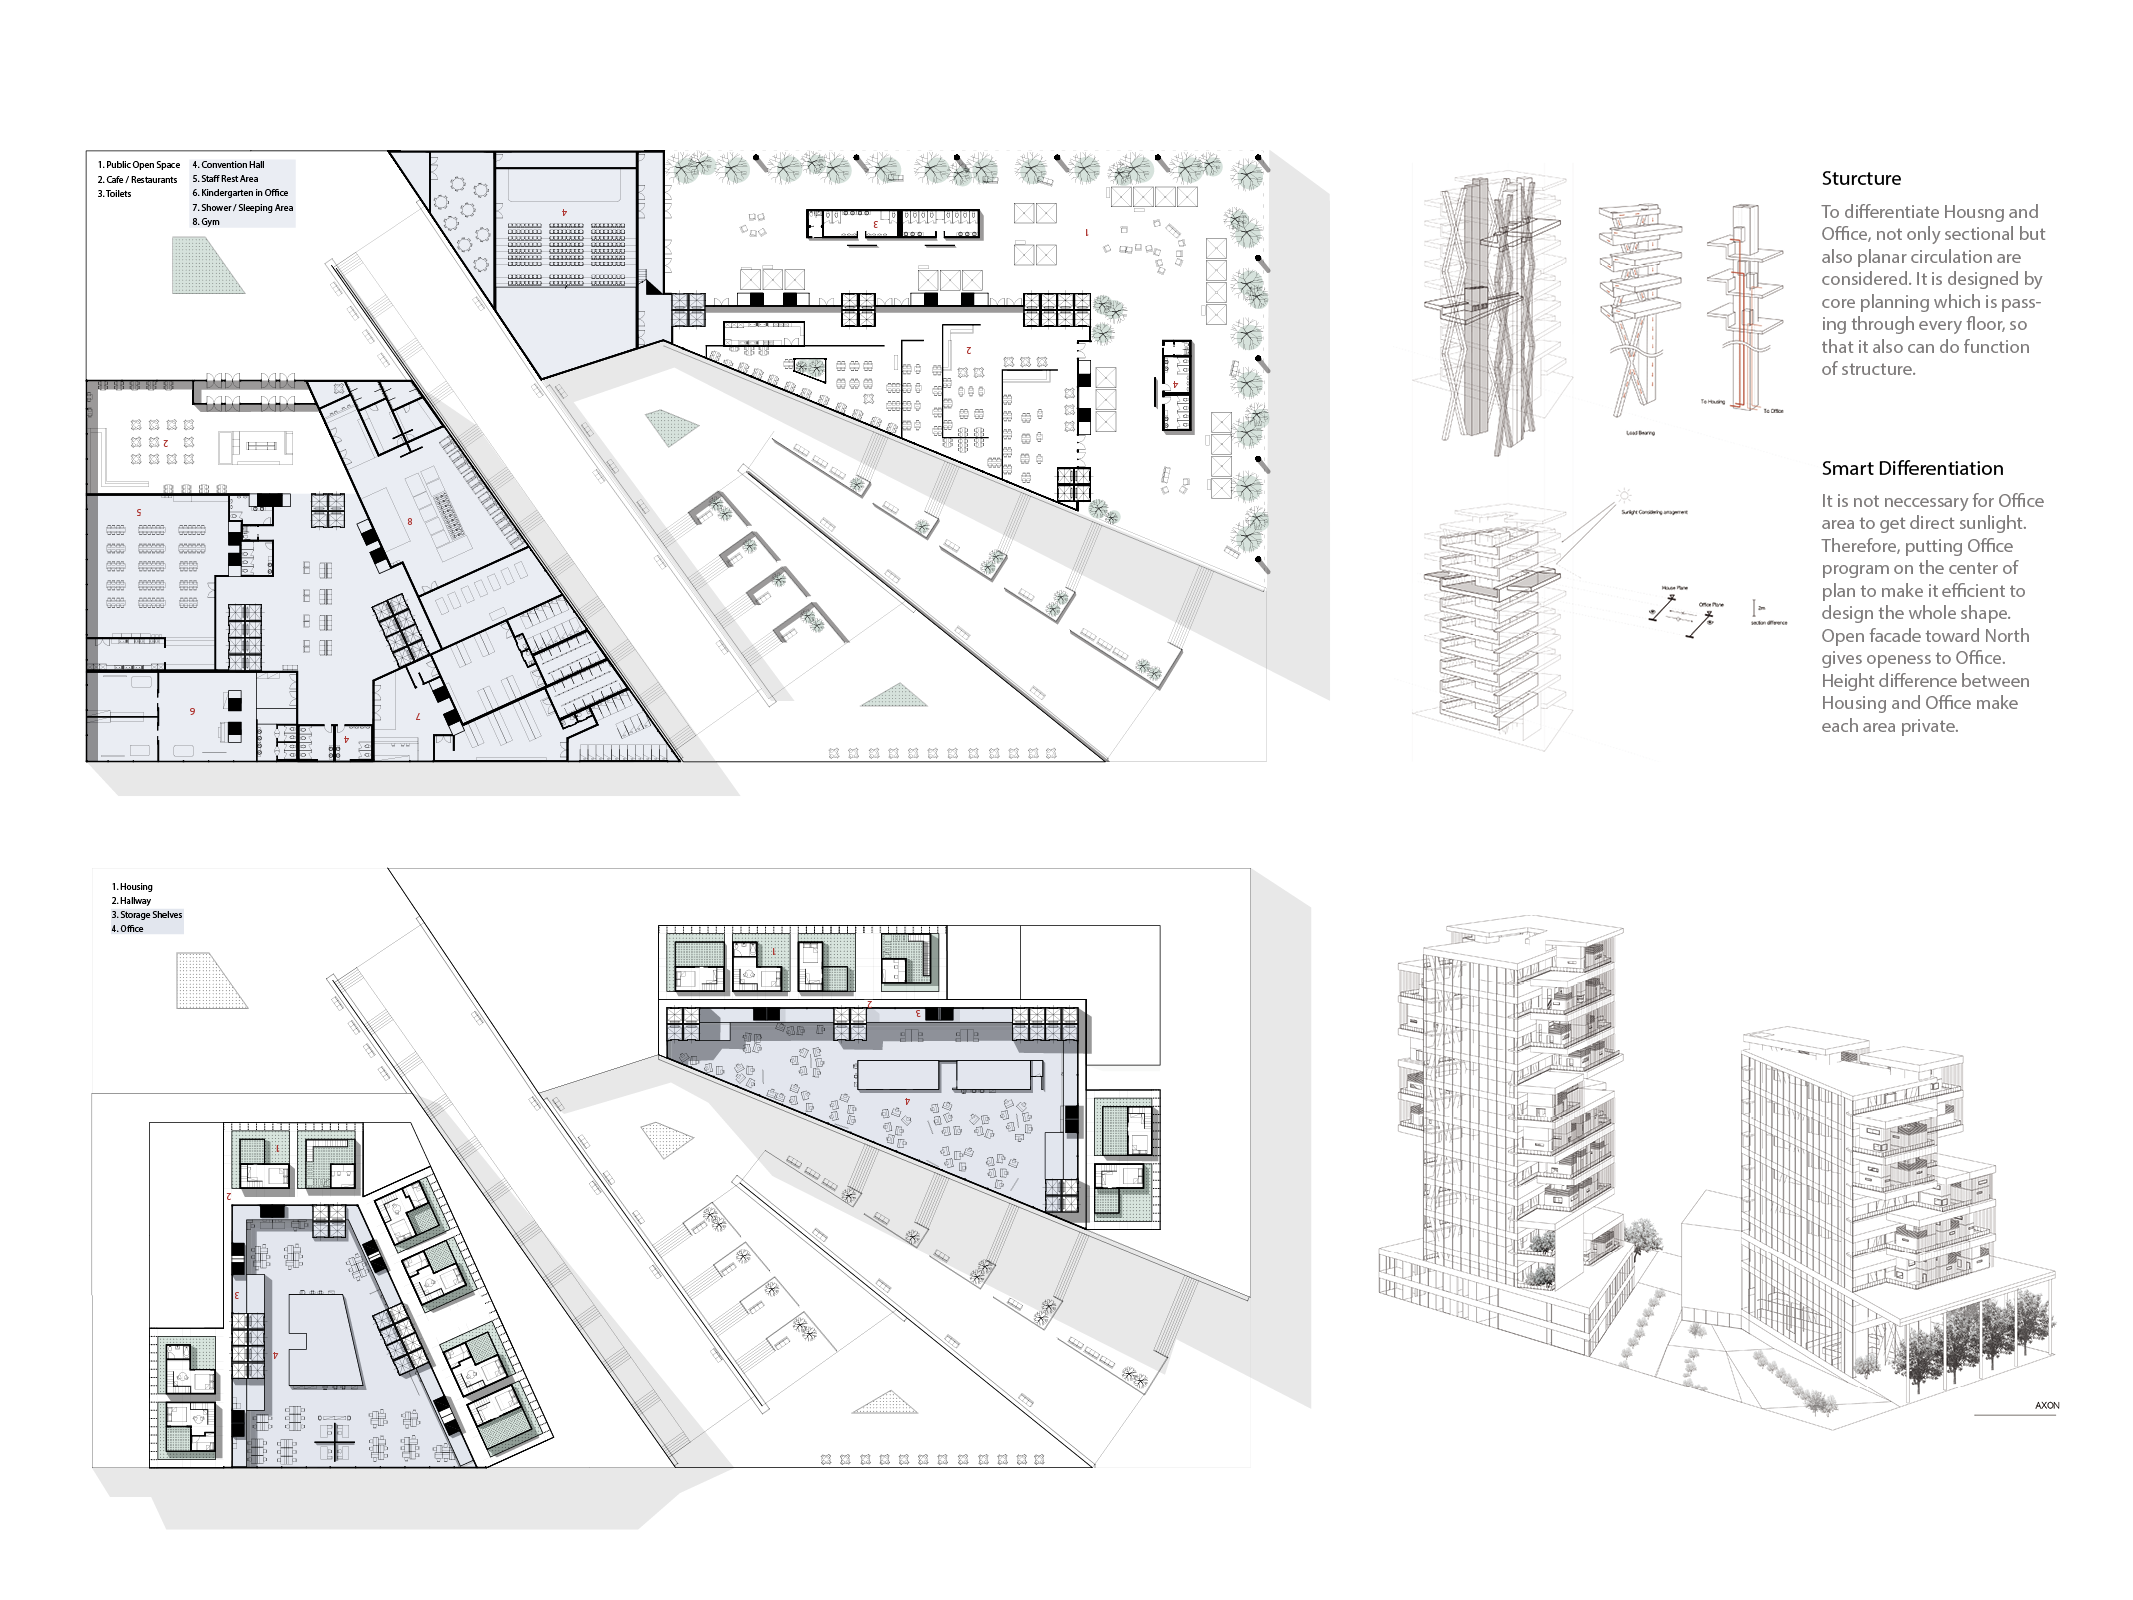 1. Public Open Space
2. Cafe / Restaurants
3. Toilets
4. Convention Hall
5. Staff Rest Area
6. Kindergarten in Office
7. Shower / Sleeping Area
8. Gym
4
3
1
2
4
2
5
8
6
7
4
Sturcture
To differentiate Housng and
Office, not only sectional but
also planar circulation are
considered. It is designed by
core planning which is pass-
ing through every floor, so
that it also can do function
of structure.
To Housing
To Office
Load Bearing
Smart Differentiation
It is not neccessary for Office
area to get direct sunlight.
Therefore, putting Office
program on the center of
plan to make it efficient to
design the whole shape.
Open facade toward North
gives openess to Office.
Height difference between
Housing and Office make
each area private.
Sunlight Considering
House Plane
Office Plane
2m
section difference
1. Housing
2. Hallway
3. Storage Shelves
4. Office
1
2
3
4
1
2
3
4
AXON